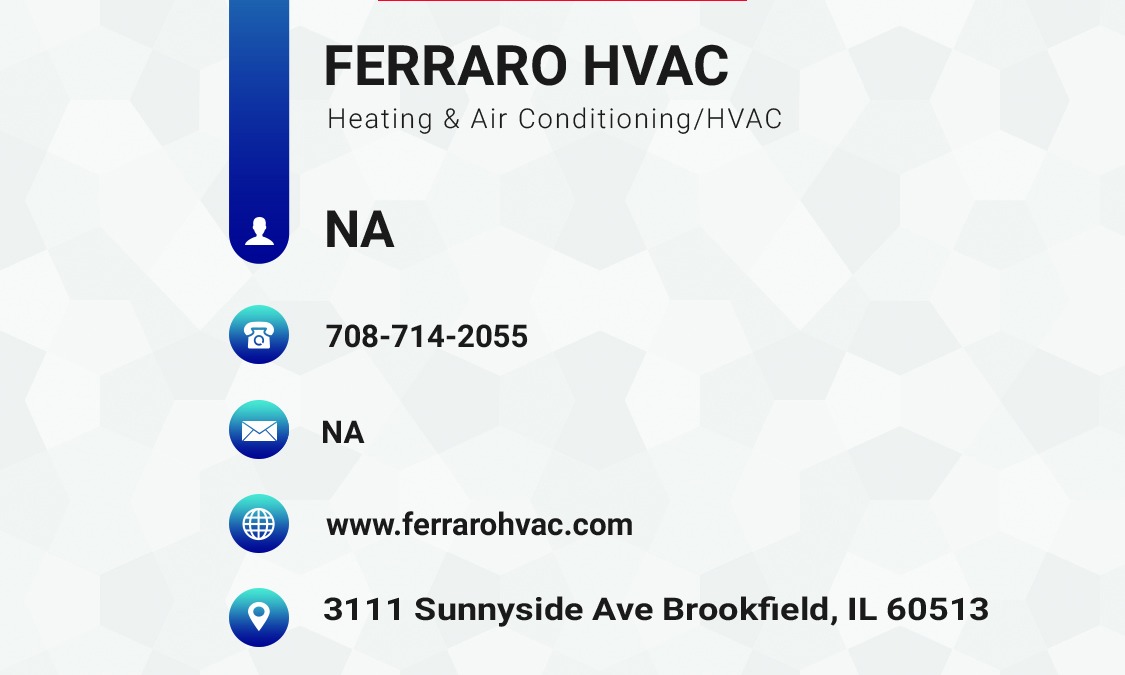 FERRARO HVAC
Heating & Air Conditioning/HVAC
NA
708-714-2055
NA
www.ferrarohvac.com
3111 Sunnyside Ave Brookfield, IL 60513